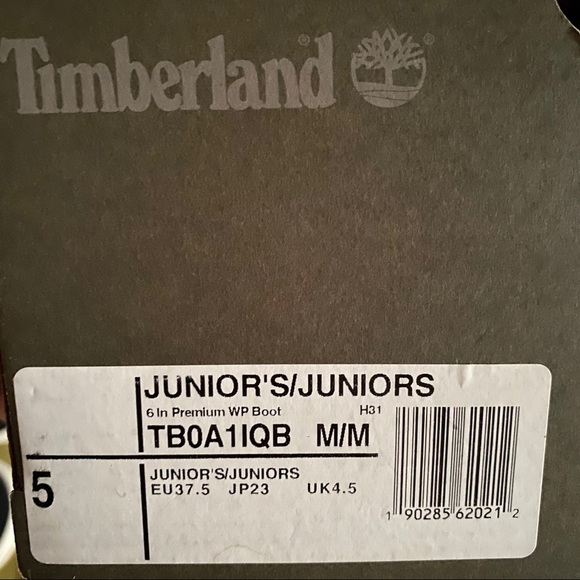 Timberland ®
JUNIOR'S/JUNIORS
6 In Premium WP Boot H31
TB0A1IQB M/M
5
JUNIOR'S/JUNIORS
EU37.5 JP23 UK4.5
1 90285 62021 2